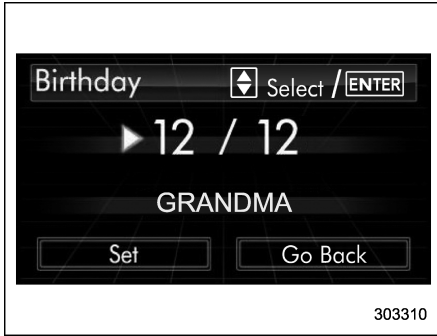 Birthday Select / ENTER
12 / 12
GRANDMA
Set Go Back
303310